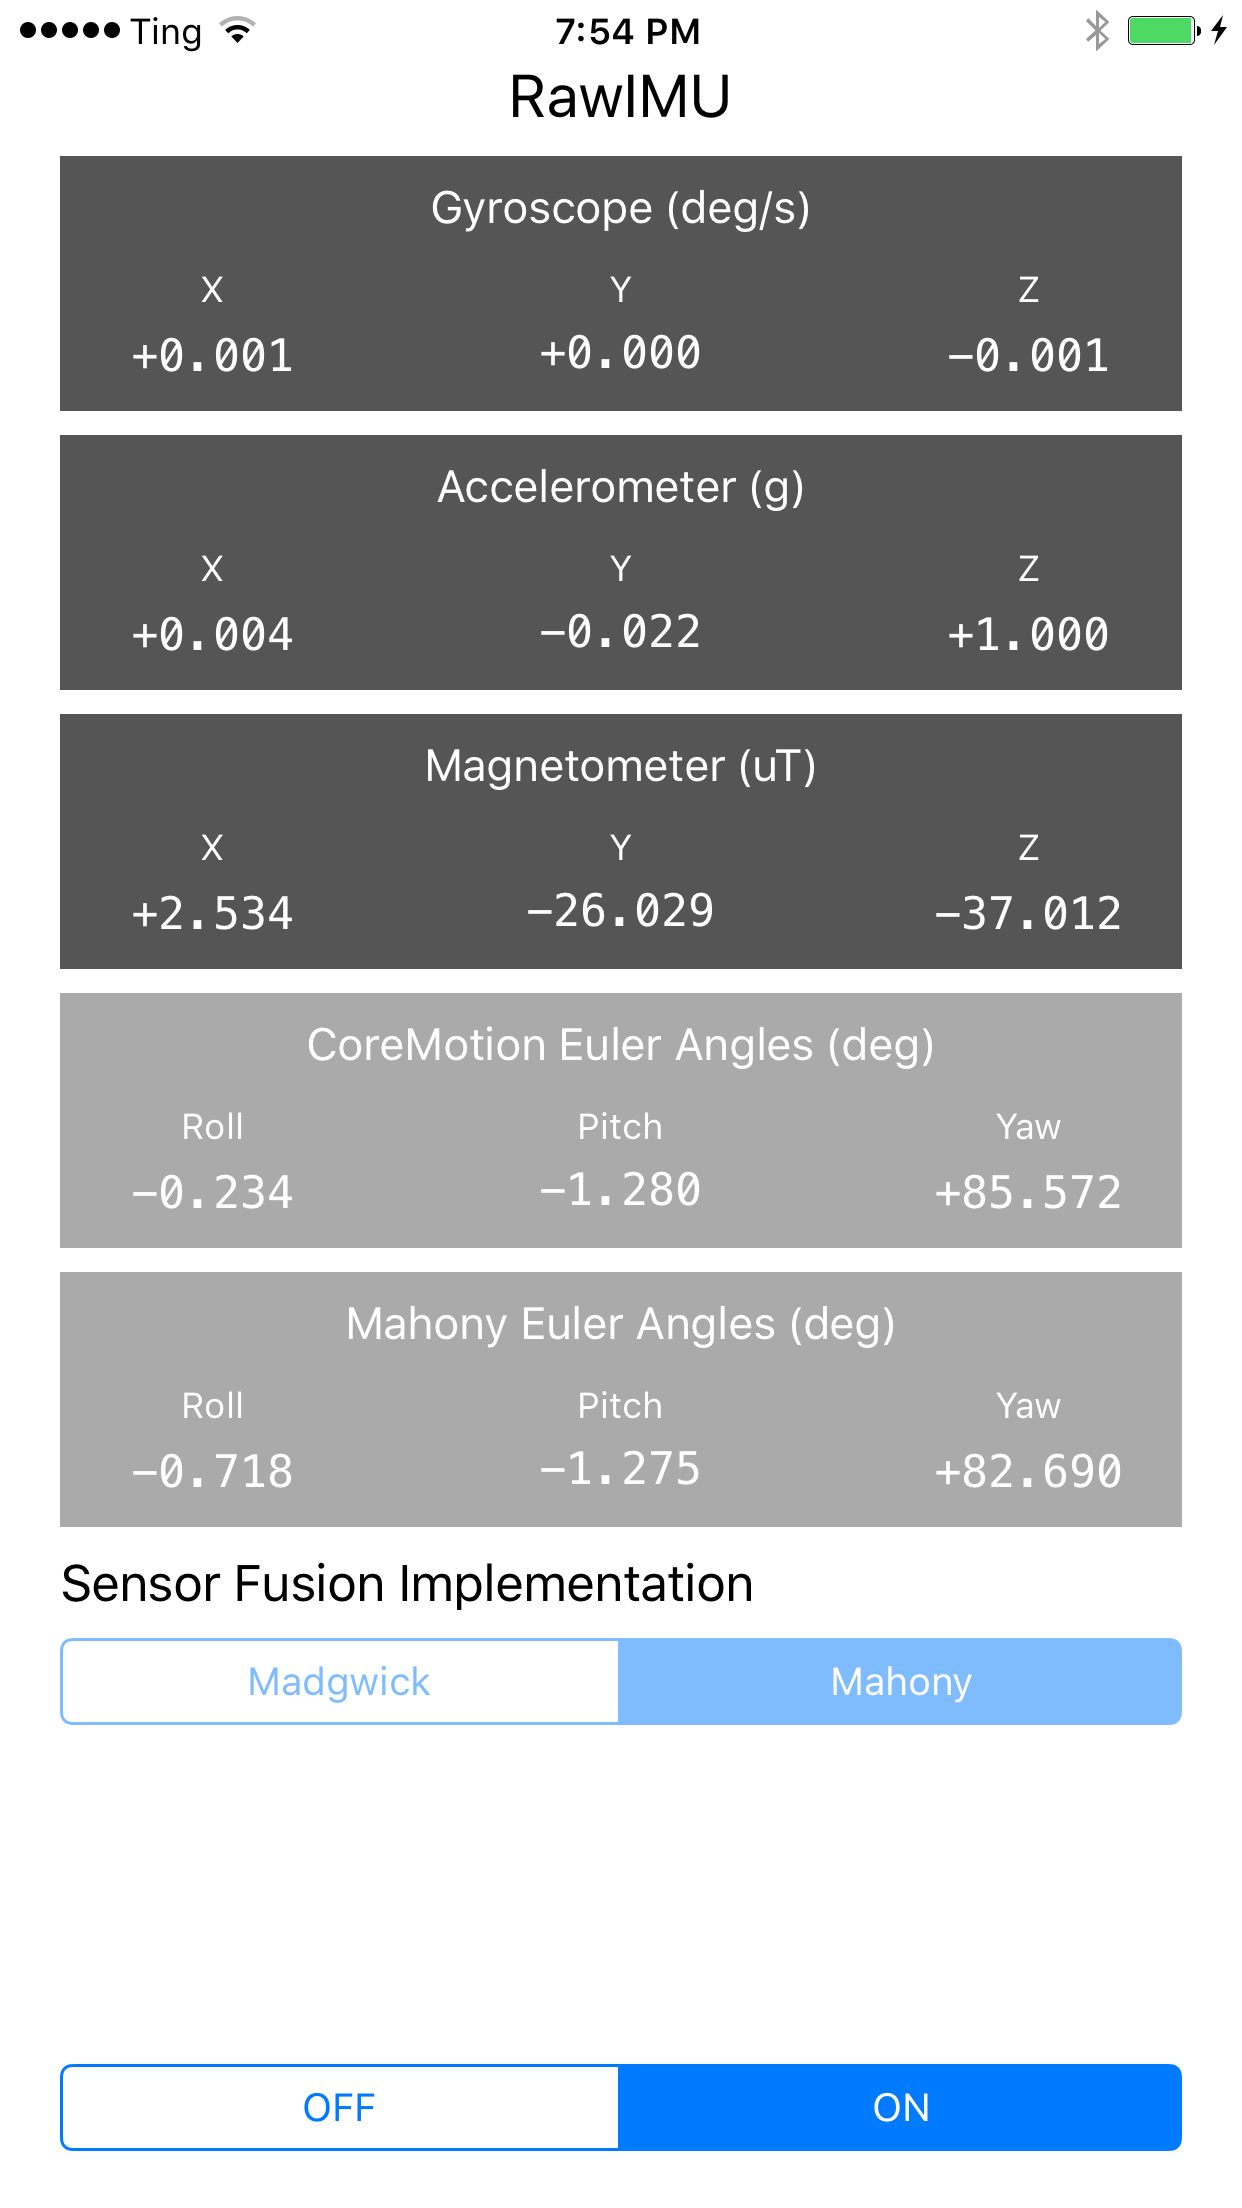 Ting 7:54 PM
RawIMU
Gyroscope (deg/s)
X Y Z
+0.001 +0.000 −0.001
Accelerometer (g)
X Y Z
+0.004 −0.022 +1.000
Magnetometer (uT)
X Y Z
+2.534 −26.029 −37.012
CoreMotion Euler Angles (deg)
Roll Pitch Yaw
−0.234 −1.280 +85.572
Mahony Euler Angles (deg)
Roll Pitch Yaw
−0.718 −1.275 +82.690
Sensor Fusion Implementation
Madgwick Mahony
OFF ON